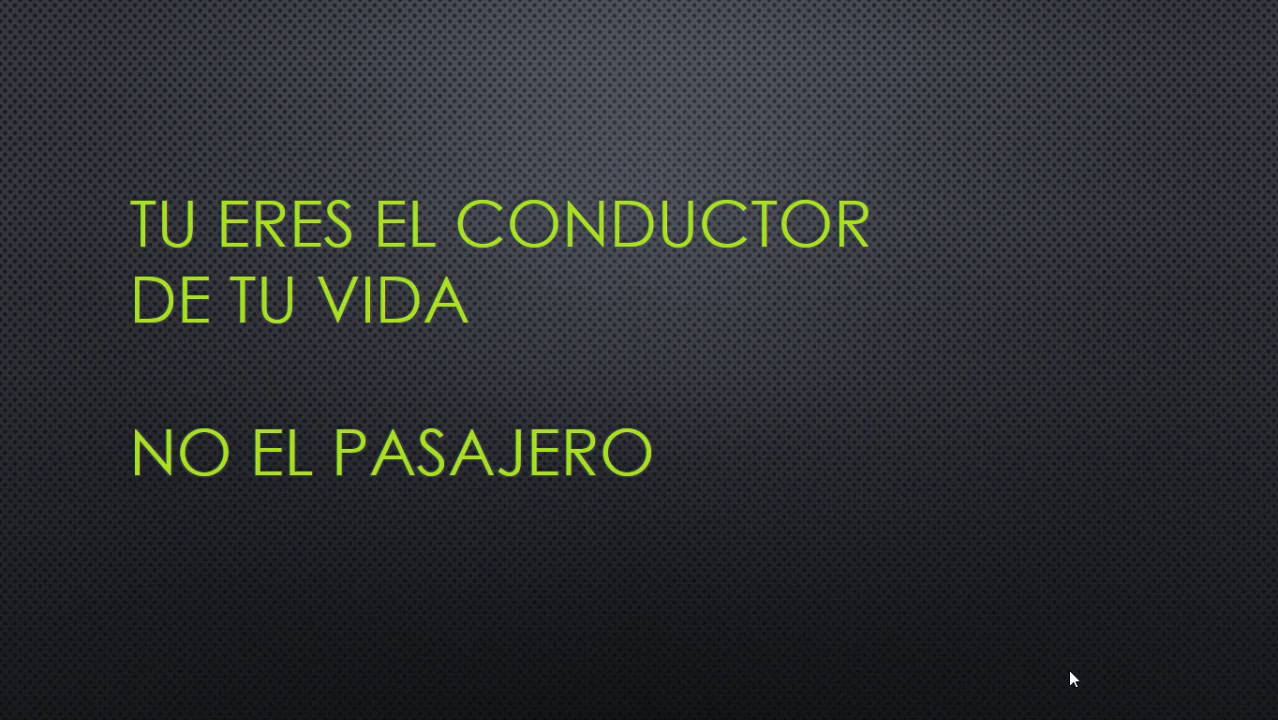 TU ERES EL CONDUCTOR
DE TU VIDA
NO EL PASAJERO